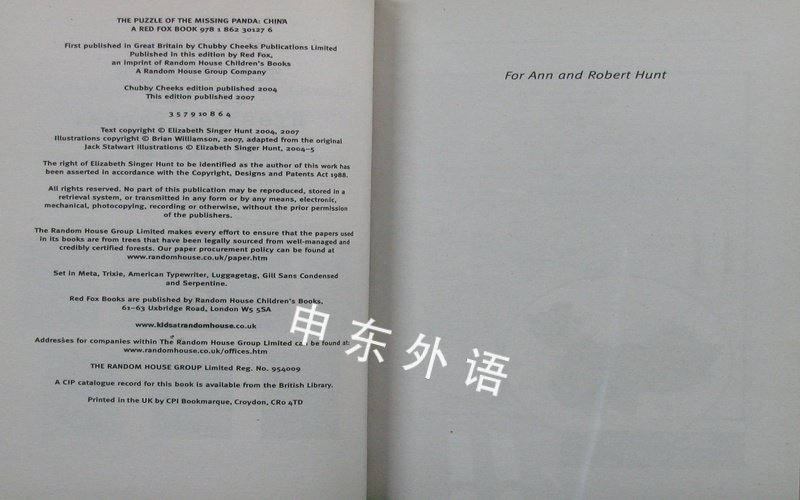 THE PUZZLE OF THE MISSING PANDA: CHINA
A RED FOX BOOK 978 1 862 30127 6
First published in Great Britain by Chubby Cheeks Publications Limited
Published in this edition by Red Fox,
an imprint of Random House Children's Books
A Random House Group Company
Chubby Cheeks edition published 2004
This edition published 2007
3 5 7 9 10 8 6 4
Text copyright © Elizabeth Singer Hunt 2004, 2007
Illustrations copyright © Brian Williamson, 2007, adapted from the original
Jack Stalwart illustrations © Elizabeth Singer Hunt, 2004–5
The right of Elizabeth Singer Hunt to be identified as the author of this work has
been asserted in accordance with the Copyright, Designs and Patents Act 1988.
All rights reserved. No part of this publication may be reproduced, stored in a
retrieval system, or transmitted in any form or by any means, electronic,
mechanical, photocopying, recording or otherwise, without the prior permission
of the publishers.
The Random House Group Limited makes every effort to ensure that the papers used
in its books are from trees that have been legally sourced from well-managed and
credibly certified forests. Our paper procurement policy can be found at
www.randomhouse.co.uk/paper.htm
Set in Meta, Trixie, American Typewriter, Luggagetag, Gill Sans Condensed
and Serpentine.
Red Fox Books are published by Random House Children's Books,
61–63 Uxbridge Road, London W5 5SA
www.kidsatrandomhouse.co.uk
Addresses for companies within The Random House Group Limited can be found at:
www.randomhouse.co.uk/offices.htm
THE RANDOM HOUSE GROUP Limited Reg. No. 954009
A CIP catalogue record for this book is available from the British Library.
Printed in the UK by CPI Bookmarque, Croydon, CR0 4TD
For Ann and Robert Hunt
申东外语